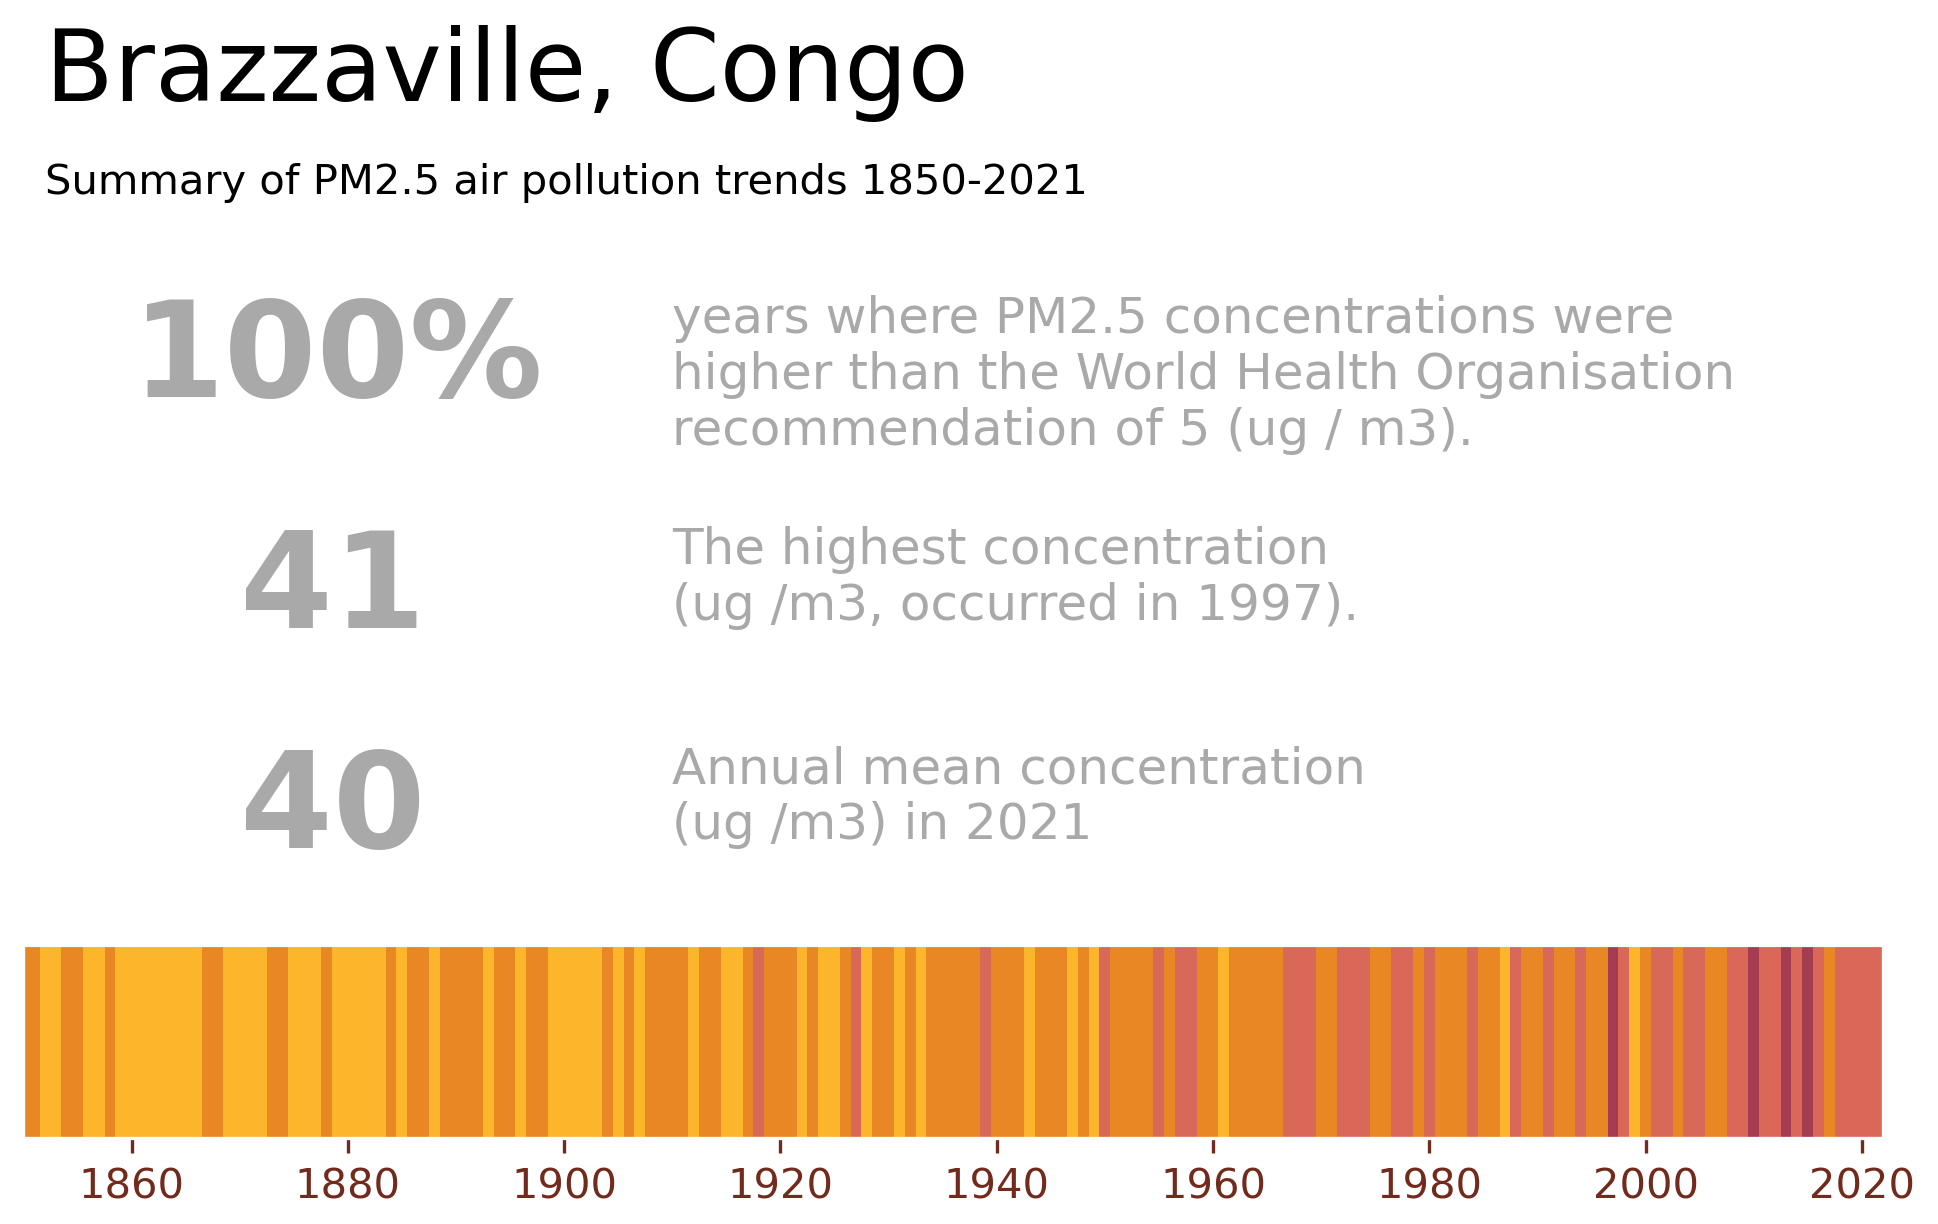 Brazzaville, Congo
Summary of PM2.5 air pollution trends 1850-2021
100%
years where PM2.5 concentrations were
higher than the World Health Organisation
recommendation of 5 (ug / m3).
41
The highest concentration
(ug /m3, occurred in 1997).
40
Annual mean concentration
(ug /m3) in 2021
1860 1880 1900 1920 1940 1960 1980 2000 2020